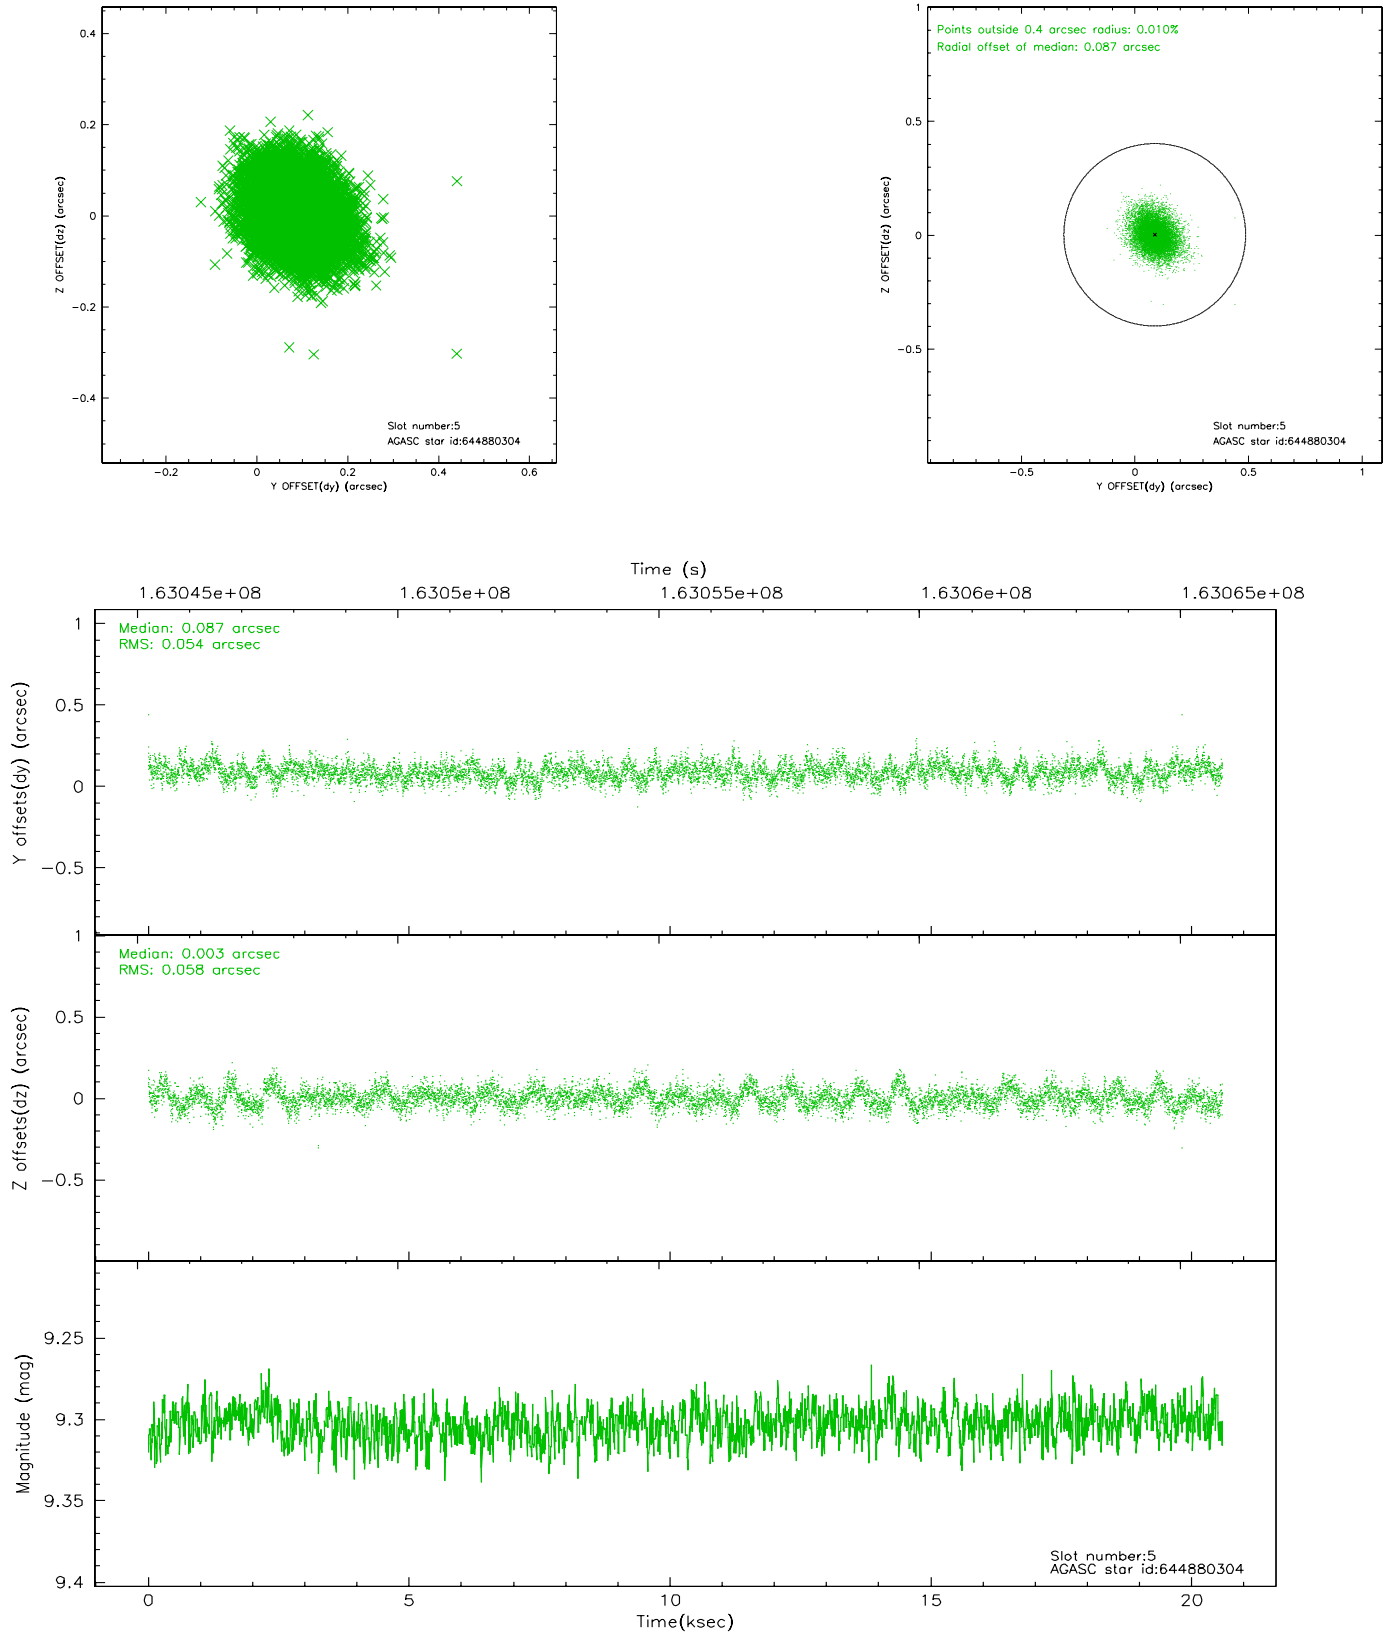 0.4
0.2
0
−0.2
−0.4
Z OFFSET(dz) (arcsec)
Slot number:5
AGASC star id:644880304
−0.2 0 0.2 0.4 0.6
Y OFFSET(dy) (arcsec)
Points outside 0.4 arcsec radius: 0.010%
Radial offset of median: 0.087 arcsec
1
0.5
0
−0.5
Z OFFSET(dz) (arcsec)
Slot number:5
AGASC star id:644880304
−0.5 0 0.5 1
Y OFFSET(dy) (arcsec)
Time (s)
1.63045e+08 1.6305e+08 1.63055e+08 1.6306e+08 1.63065e+08
Median: 0.087 arcsec
RMS: 0.054 arcsec
1
0.5
0
−0.5
Y offsets(dy) (arcsec)
Median: 0.003 arcsec
RMS: 0.058 arcsec
1
0.5
0
−0.5
Z offsets(dz) (arcsec)
9.25
9.3
9.35
9.4
Magnitude (mag)
Slot number:5
AGASC star id:644880304
0 5 10 15 20
Time(ksec)